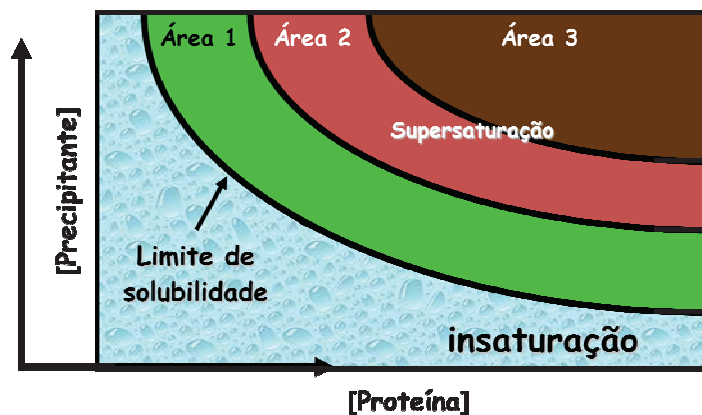 Área 1
Área 2
Área 3
Supersaturação
[Precipitante]
Limite de
solubilidade
insaturação
[Proteína]